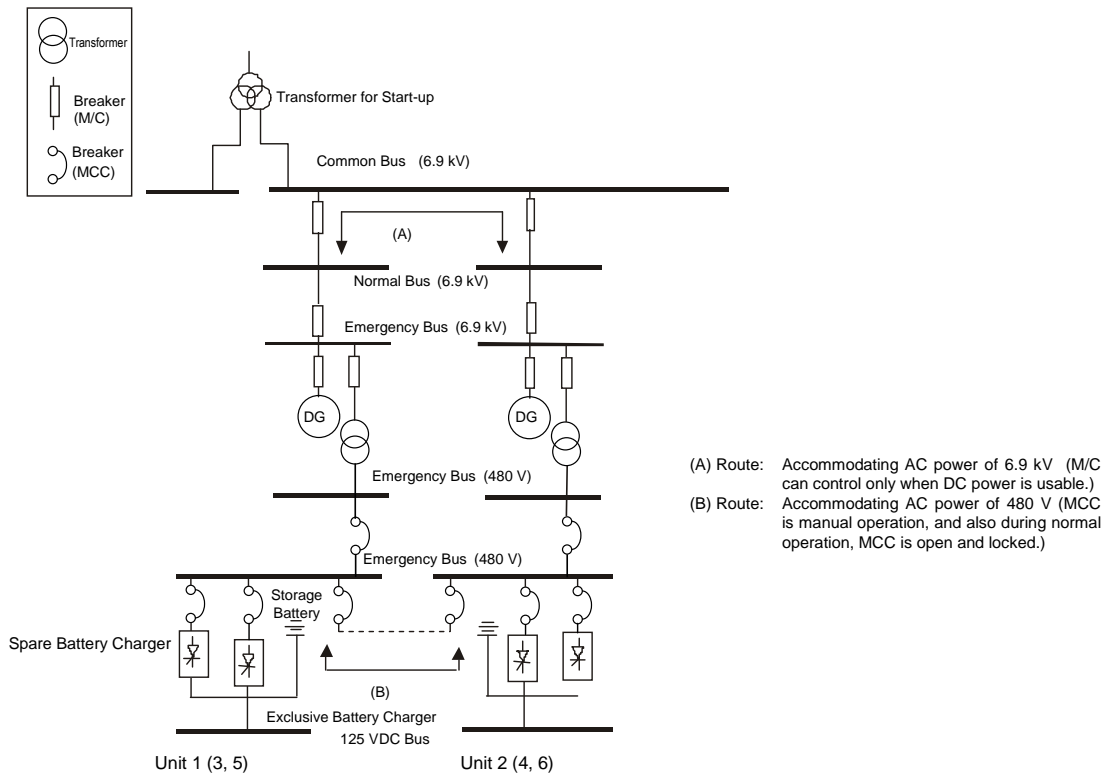 Transformer
Breaker
(M/C)
Breaker
(MCC)
Transformer for Start-up
Common Bus (6.9 kV)
(A)
Normal Bus (6.9 kV)
Emergency Bus (6.9 kV)
DG
DG
Emergency Bus (480 V)
Emergency Bus (480 V)
Storage
Battery
Spare Battery Charger
(B)
Exclusive Battery Charger
125 VDC Bus
Unit 1 (3, 5)
Unit 2 (4, 6)
(A) Route: Accommodating AC power of 6.9 kV (M/C
can control only when DC power is usable.)
(B) Route: Accommodating AC power of 480 V (MCC
is manual operation, and also during normal
operation, MCC is open and locked.)